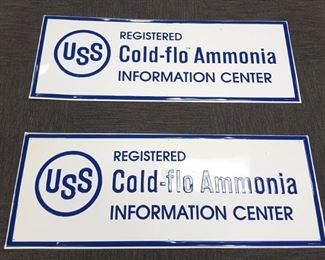 USS
REGISTERED
Cold-flo Ammonia
INFORMATION CENTER
USS
REGISTERED
Cold-flo Ammonia
INFORMATION CENTER